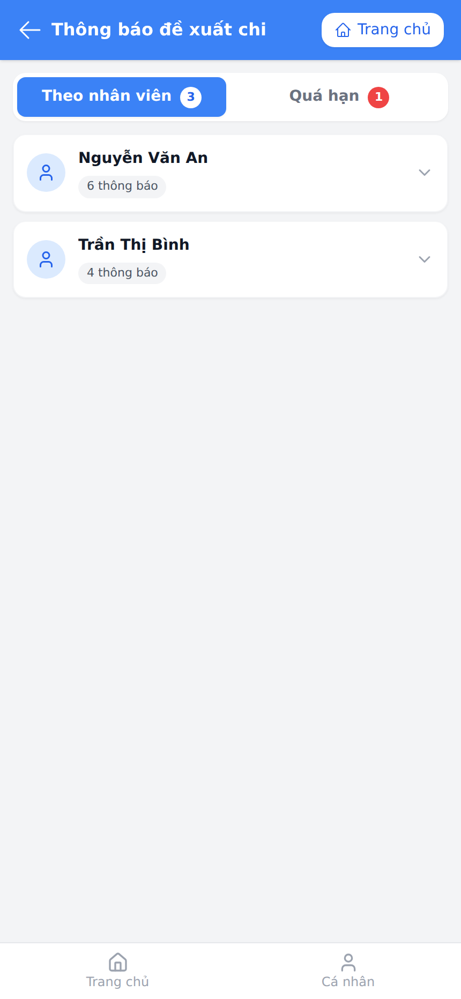 Thông báo đề xuất chi
Trang chủ
Theo nhân viên 3
Quá hạn 1
Nguyễn Văn An
6 thông báo
Trần Thị Bình
4 thông báo
Trang chủ
Cá nhân